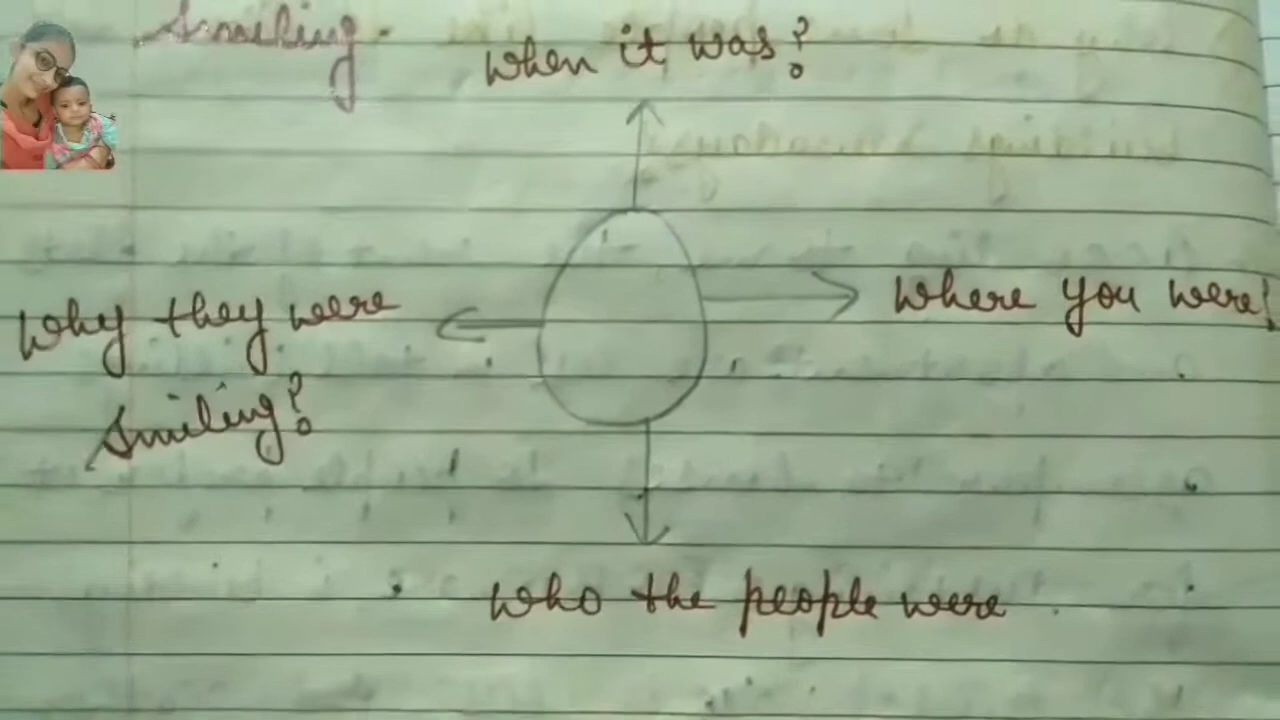 Smiling.
When it was?
Where you were!
Why they were
smiling?
Who the people were